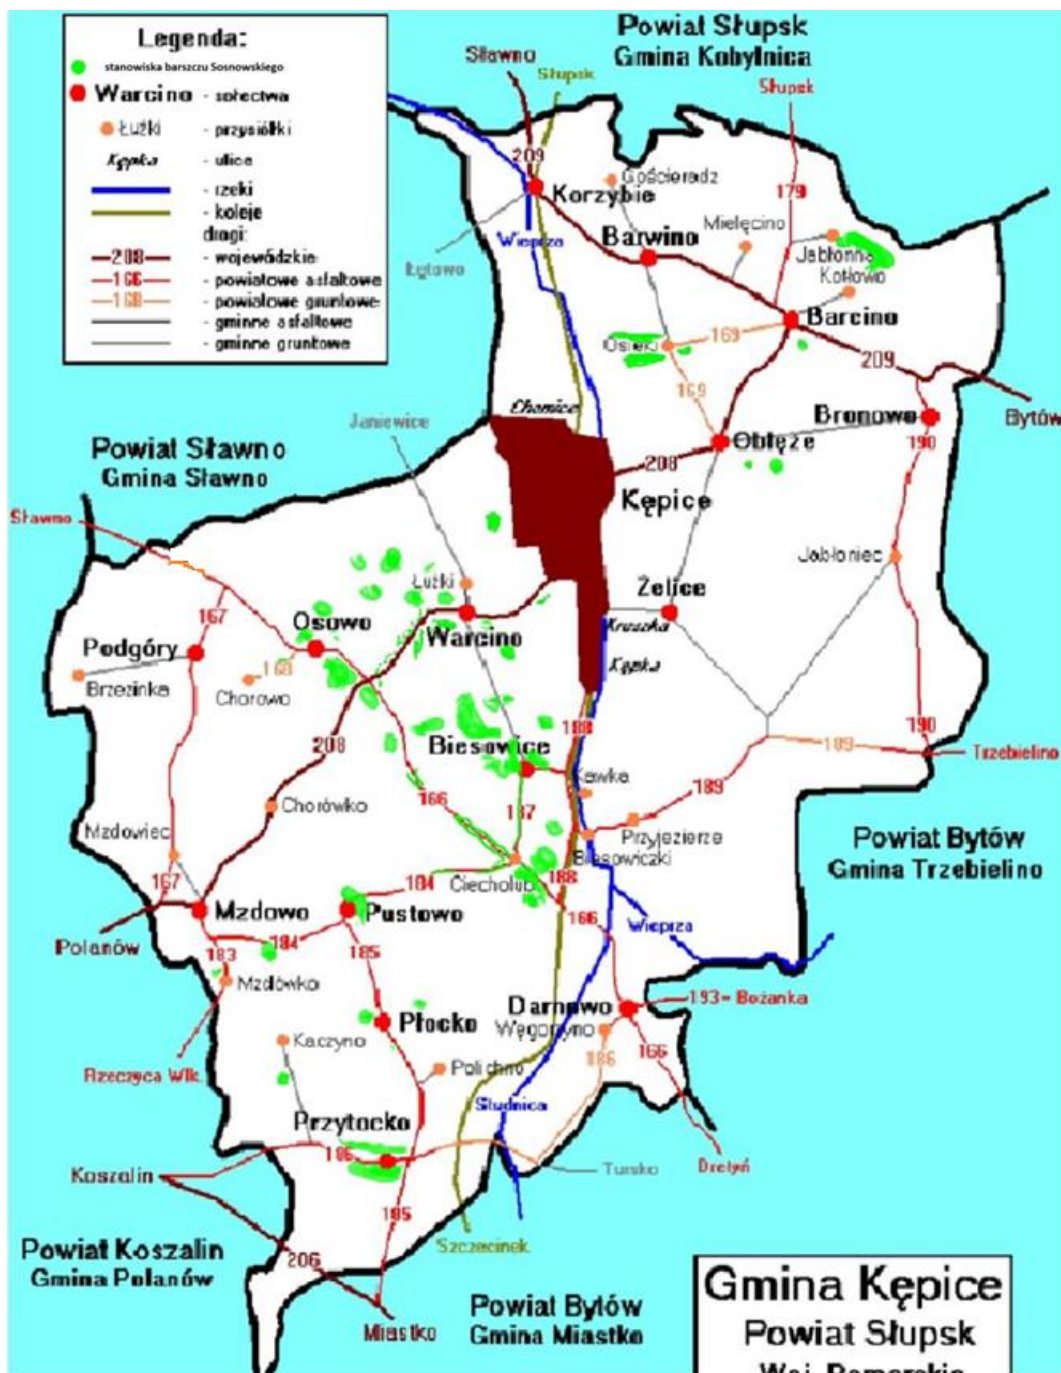 Legenda:
stanowiska barszczu Sosnowskiego
Warcino - sołectwa
Łużki - przysiółki
Kępka - ulice
- rzeki
- koleje
drogi:
208 - wojewódzkie
166 - powiatowe asfaltowe
168 - powiatowe gruntowe
- gminne asfaltowe
- gminne gruntowe
Powiat Słupsk
Gmina Kobylnica
Sławno
Słupsk
Słupsk
209
Korzybie
Gościeradz
179
Wieprza
Barwino
Mielęcino
Jabłonna
Kotłowo
Łętowo
Barcino
Osieki
169
209
169
Bytów
Bronowo
190
Janiewice
Obłęże
208
Kępice
Powiat Sławno
Gmina Sławno
Sławno
Jabłoniec
Łużki
Żelice
167
Osowo
Warcino
Kruszka
Kępka
Podgóry
Brzezinka
168
Chorowo
208
188
190
Biesowice
189
Trzebielino
Kawka
166
187
189
Chorówko
Mzdowiec
Przyjezierze
Biesowiczki
Powiat Bytów
Gmina Trzebielino
167
184
Ciecholub
188
Mzdowo
Pustowo
166
Wieprza
Polanów
183
184
185
Mzdówko
Darnowo
193- Bożanka
Płocko
Kaczyno
186
166
Rzeczyca Wlk.
Polichno
Studnica
Przytocko
186
Dretyń
Koszalin
Tursko
185
Szczecinek
Powiat Koszalin
Gmina Polanów
206
Miastko
Powiat Bytów
Gmina Miastko
Gmina Kępice
Powiat Słupsk
Woj. Pomorskie